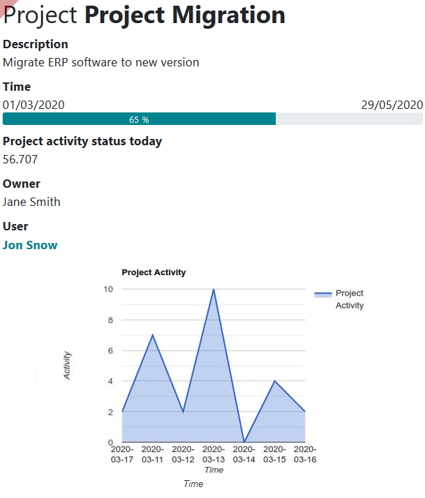 Project Project Migration
Description
Migrate ERP software to new version
Time
01/03/2020 29/05/2020
65 %
Project activity status today
56.707
Owner
Jane Smith
User
Jon Snow
Project Activity
10
8
6
4
2
0
Activity
Project
Activity
2020-03-17 2020-03-11 2020-03-12 2020-03-13 2020-03-14 2020-03-15 2020-03-16
Time
Time